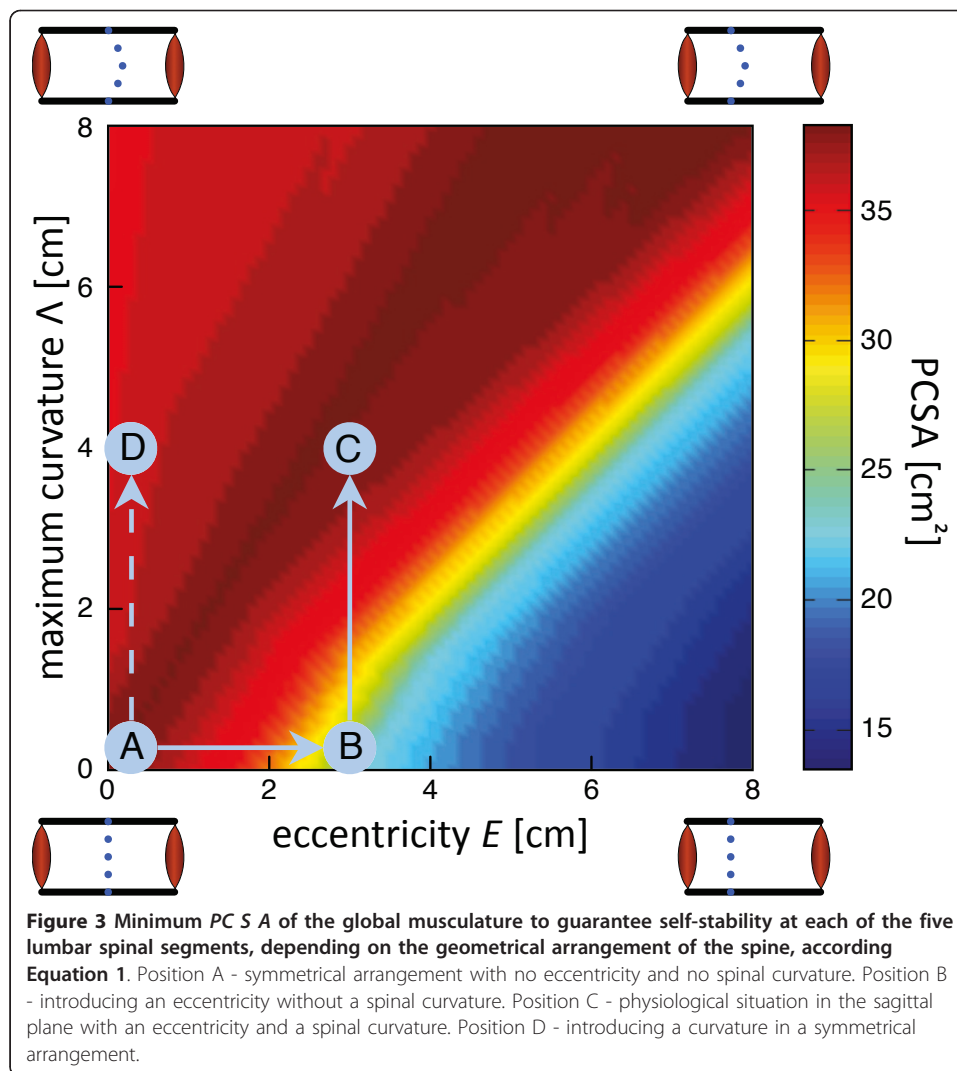 8
6
4
2
0
maximum curvature Λ [cm]
D
C
A
B
0
2
4
6
8
eccentricity E [cm]
35
30
25
20
15
PCSA [cm²]
Figure 3 Minimum PC S A of the global musculature to guarantee self-stability at each of the five
lumbar spinal segments, depending on the geometrical arrangement of the spine, according
Equation 1. Position A - symmetrical arrangement with no eccentricity and no spinal curvature. Position B
- introducing an eccentricity without a spinal curvature. Position C - physiological situation in the sagittal
plane with an eccentricity and a spinal curvature. Position D - introducing a curvature in a symmetrical
arrangement.